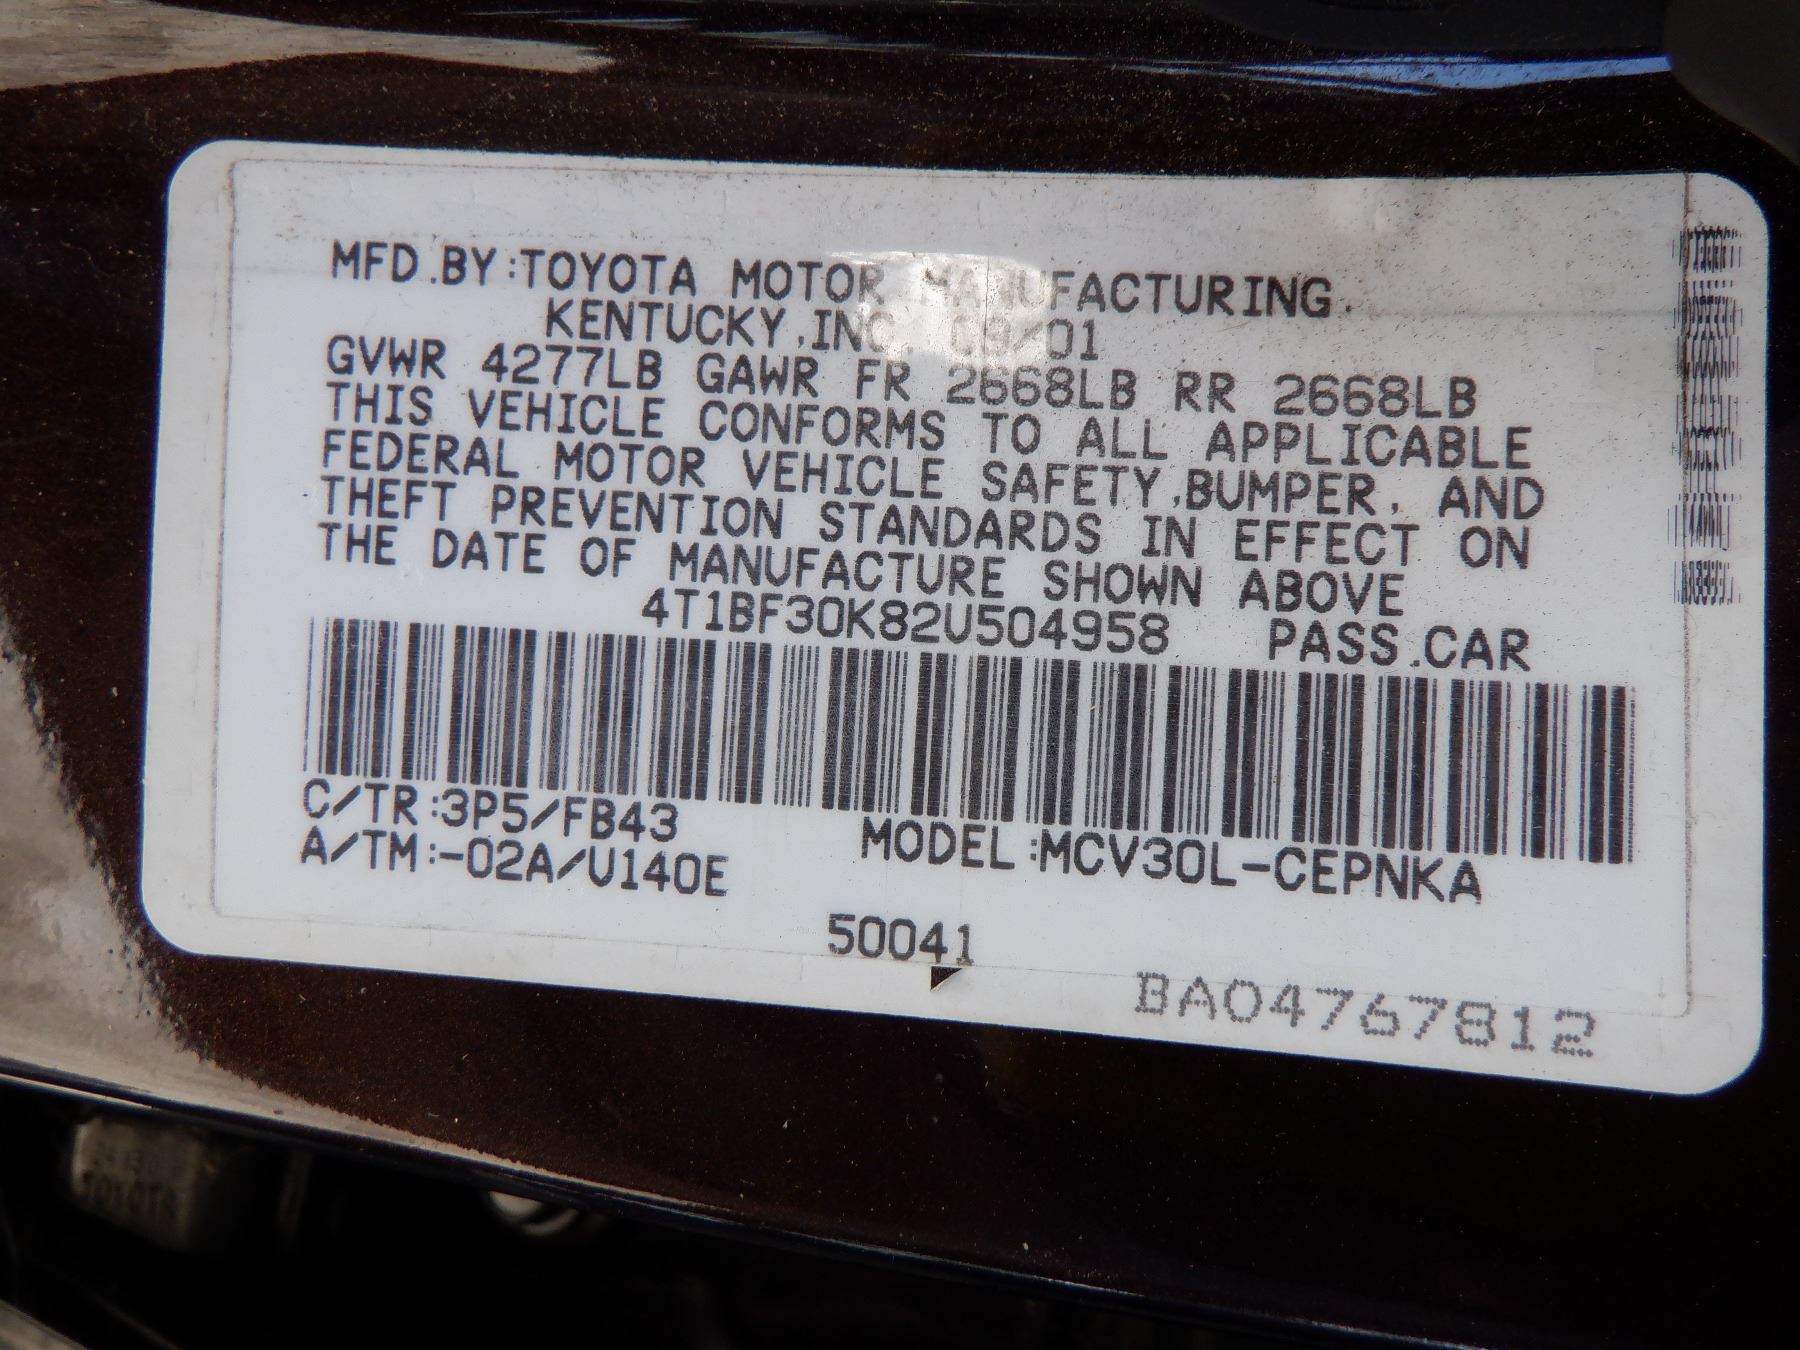 MFD.BY:TOYOTA MOTOR MANUFACTURING.
KENTUCKY,INC. 09/01
GVWR 4277LB GAWR FR 2668LB RR 2668LB
THIS VEHICLE CONFORMS TO ALL APPLICABLE
FEDERAL MOTOR VEHICLE SAFETY,BUMPER, AND
THEFT PREVENTION STANDARDS IN EFFECT ON
THE DATE OF MANUFACTURE SHOWN ABOVE
4T1BF30K82U504958 PASS.CAR
C/TR:3P5/FB43
A/TM:-02A/U140E MODEL:MCV30L-CEPNKA
50041
BA04767812
TOYOTA